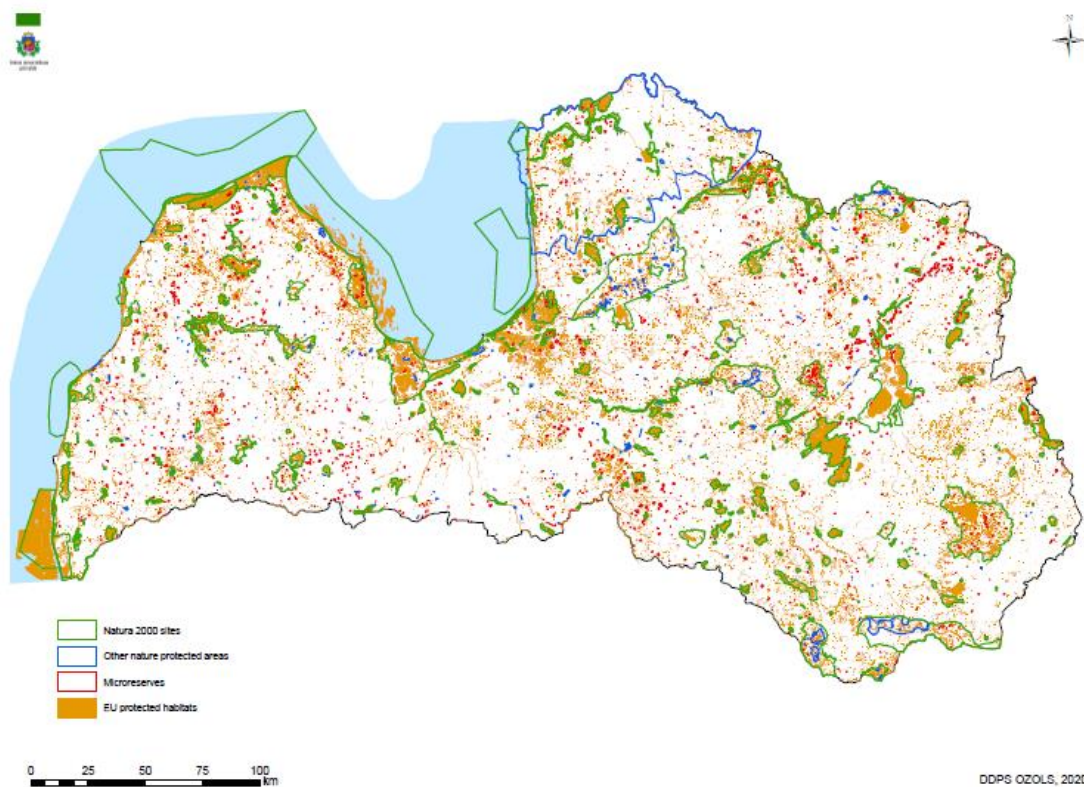 N
Natura 2000 sites
Other nature protected areas
Microreserves
EU protected habitats
0 25 50 75 100
km
DDPS OZOLS, 2020